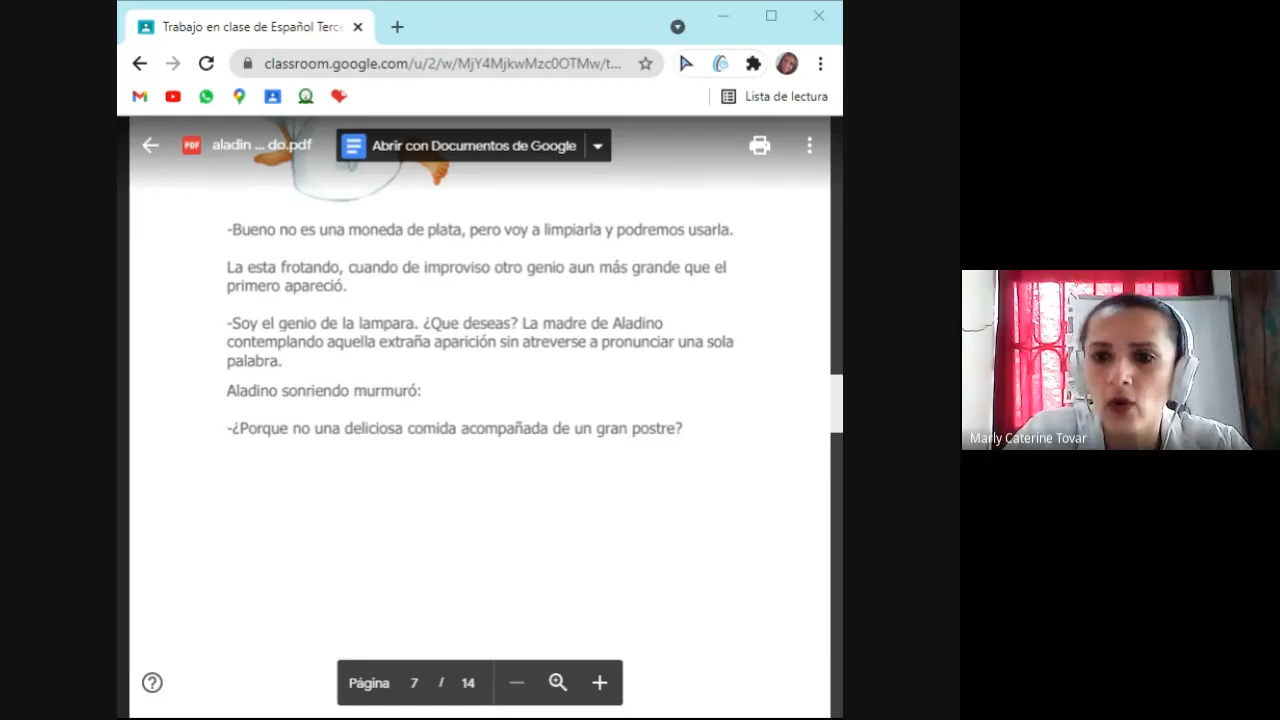 Trabajo en clase de Español Terce
classroom.google.com/u/2/w/MjY4MjkwMzc0OTMw/t...
Lista de lectura
PDF
aladin ... do.pdf
Abrir con Documentos de Google
-Bueno no es una moneda de plata, pero voy a limpiarla y podremos usarla.
La esta frotando, cuando de improviso otro genio aun más grande que el
primero apareció.
-Soy el genio de la lampara. ¿Que deseas? La madre de Aladino
contemplando aquella extraña aparición sin atreverse a pronunciar una sola
palabra.
Aladino sonriendo murmuró:
-¿Porque no una deliciosa comida acompañada de un gran postre?
Página 7 / 14
Marly Caterine Tovar